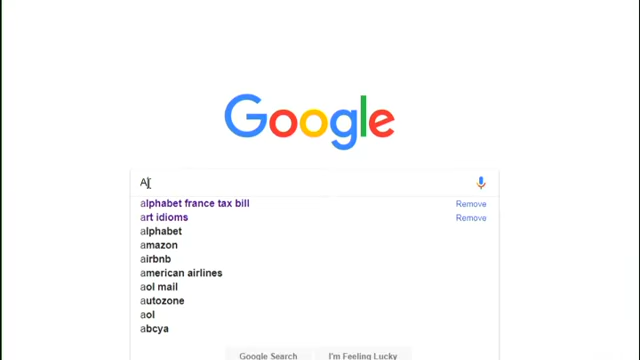 Google
A
alphabet france tax bill Remove
art idioms Remove
alphabet
amazon
airbnb
american airlines
aol mail
autozone
aol
abcya
Google Search I'm Feeling Lucky